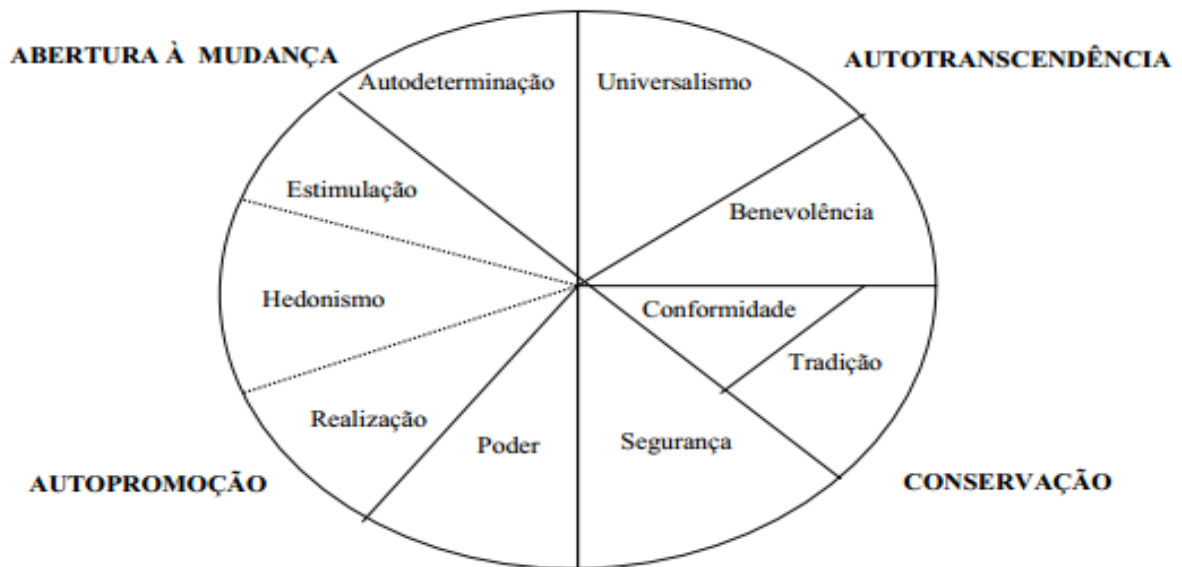 ABERTURA À MUDANÇA
AUTOTRANSCENDÊNCIA
Autodeterminação
Universalismo
Estimulação
Benevolência
Hedonismo
Conformidade
Tradição
Realização
Poder
Segurança
AUTOPROMOÇÃO
CONSERVAÇÃO